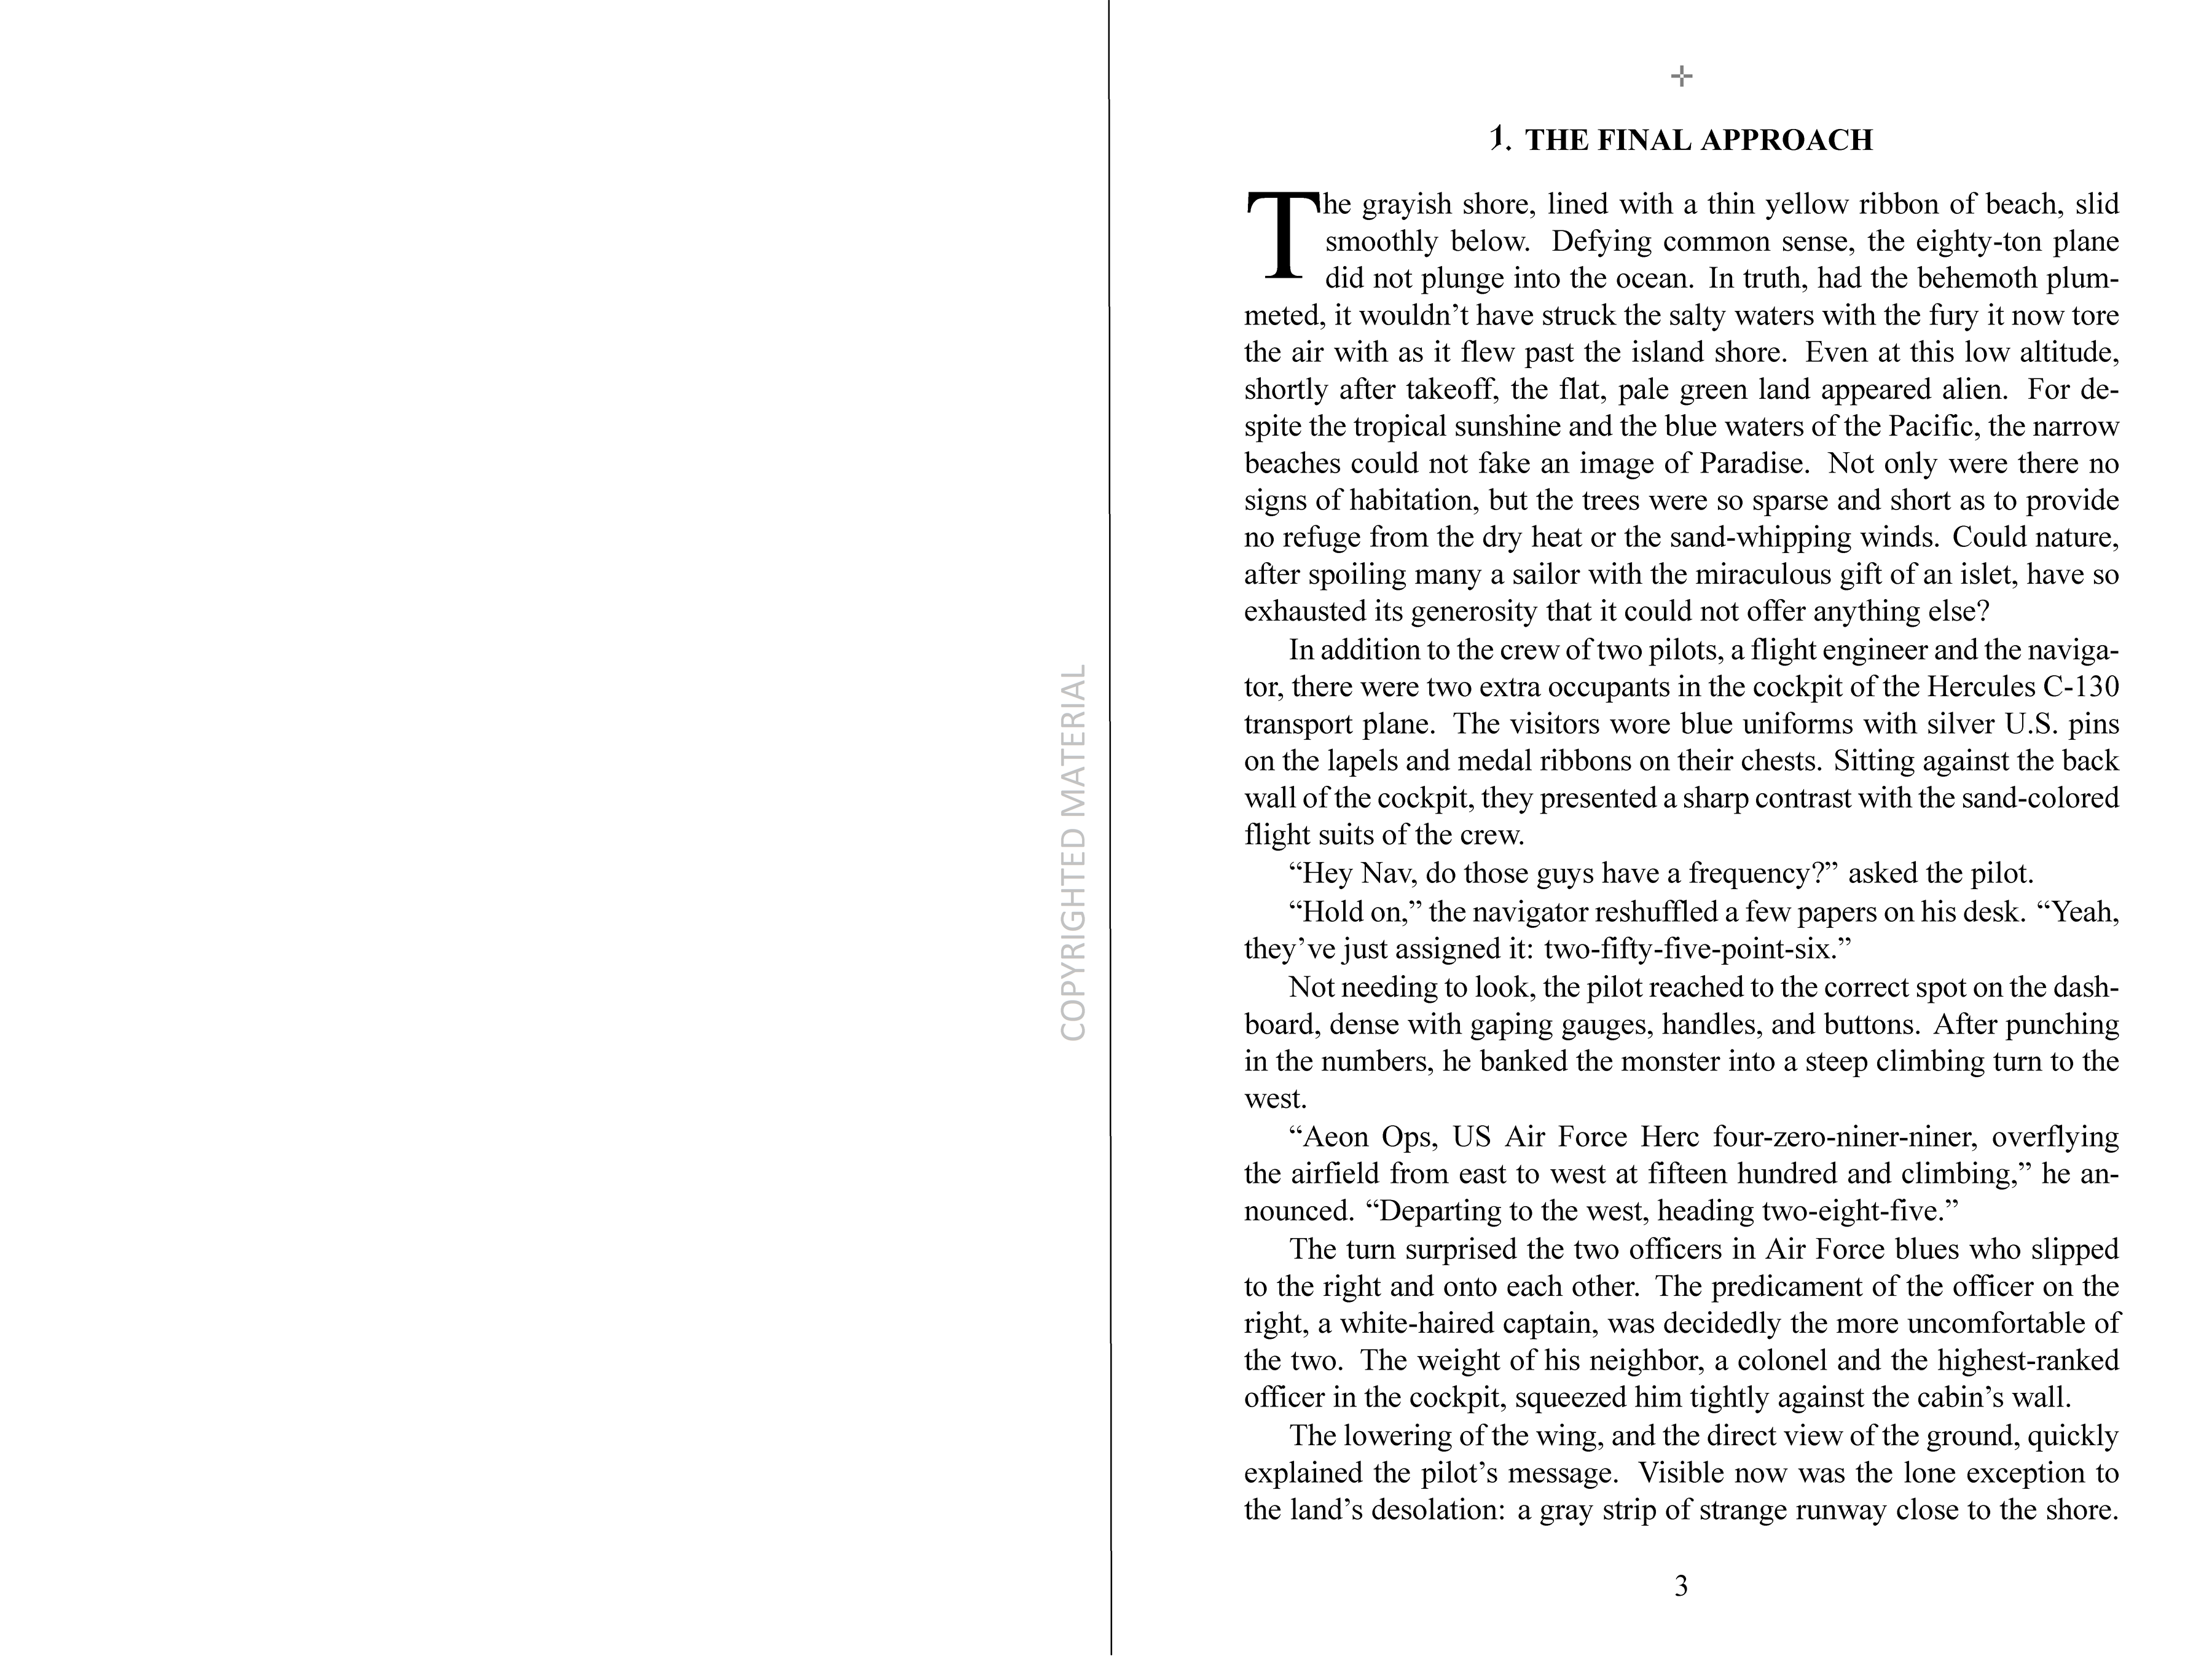 COPYRIGHTED MATERIAL
1. THE FINAL APPROACH
The grayish shore, lined with a thin yellow ribbon of beach, slid
smoothly below. Defying common sense, the eighty-ton plane
did not plunge into the ocean. In truth, had the behemoth plum-
meted, it wouldn’t have struck the salty waters with the fury it now tore
the air with as it flew past the island shore. Even at this low altitude,
shortly after takeoff, the flat, pale green land appeared alien. For de-
spite the tropical sunshine and the blue waters of the Pacific, the narrow
beaches could not fake an image of Paradise. Not only were there no
signs of habitation, but the trees were so sparse and short as to provide
no refuge from the dry heat or the sand-whipping winds. Could nature,
after spoiling many a sailor with the miraculous gift of an islet, have so
exhausted its generosity that it could not offer anything else?
In addition to the crew of two pilots, a flight engineer and the naviga-
tor, there were two extra occupants in the cockpit of the Hercules C-130
transport plane. The visitors wore blue uniforms with silver U.S. pins
on the lapels and medal ribbons on their chests. Sitting against the back
wall of the cockpit, they presented a sharp contrast with the sand-colored
flight suits of the crew.
“Hey Nav, do those guys have a frequency?” asked the pilot.
“Hold on,” the navigator reshuffled a few papers on his desk. “Yeah,
they’ve just assigned it: two-fifty-five-point-six.”
Not needing to look, the pilot reached to the correct spot on the dash-
board, dense with gaping gauges, handles, and buttons. After punching
in the numbers, he banked the monster into a steep climbing turn to the
west.
“Aeon Ops, US Air Force Herc four-zero-niner-niner, overflying
the airfield from east to west at fifteen hundred and climbing,” he an-
nounced. “Departing to the west, heading two-eight-five.”
The turn surprised the two officers in Air Force blues who slipped
to the right and onto each other. The predicament of the officer on the
right, a white-haired captain, was decidedly the more uncomfortable of
the two. The weight of his neighbor, a colonel and the highest-ranked
officer in the cockpit, squeezed him tightly against the cabin’s wall.
The lowering of the wing, and the direct view of the ground, quickly
explained the pilot’s message. Visible now was the lone exception to
the land’s desolation: a gray strip of strange runway close to the shore.
3